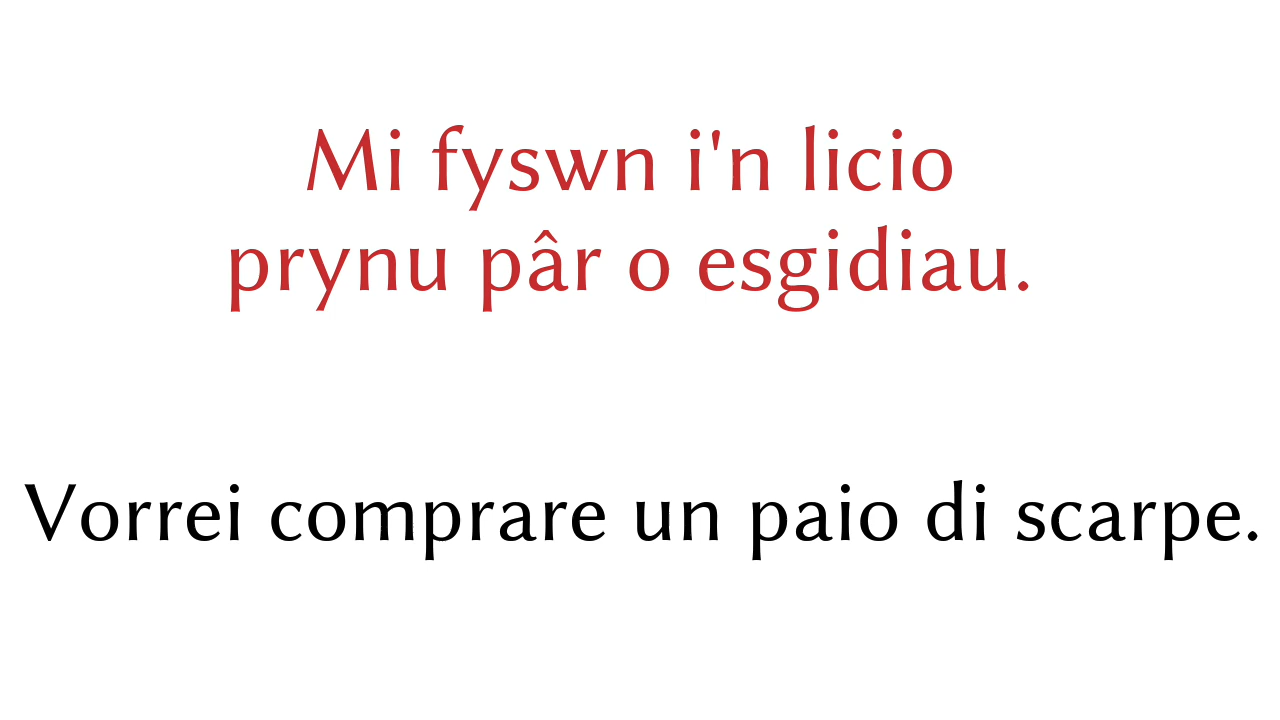 Mi fyswn i'n licio
prynu pâr o esgidiau.
Vorrei comprare un paio di scarpe.